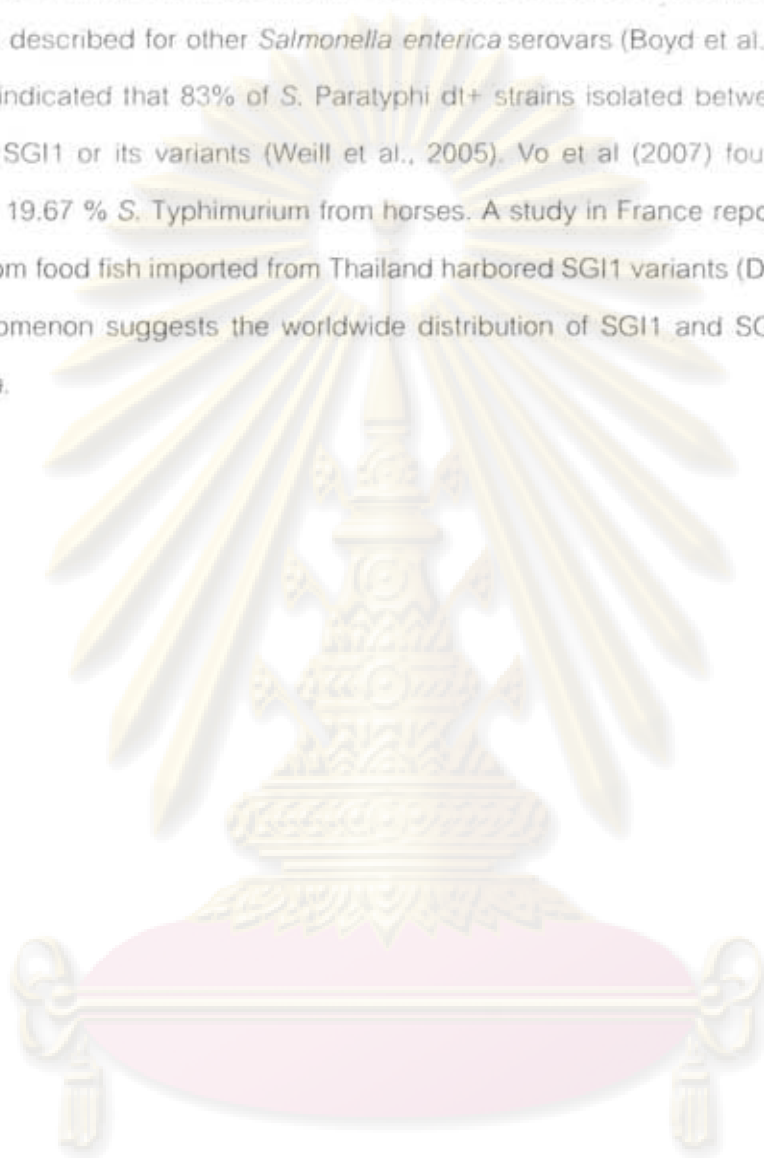 described for other Salmonella enterica serovars (Boyd et al.
indicated that 83% of S. Paratyphi dt+ strains isolated betwe
SGI1 or its variants (Weill et al., 2005). Vo et al (2007) fou
19.67 % S. Typhimurium from horses. A study in France repo
om food fish imported from Thailand harbored SGI1 variants (D
omenon suggests the worldwide distribution of SGI1 and